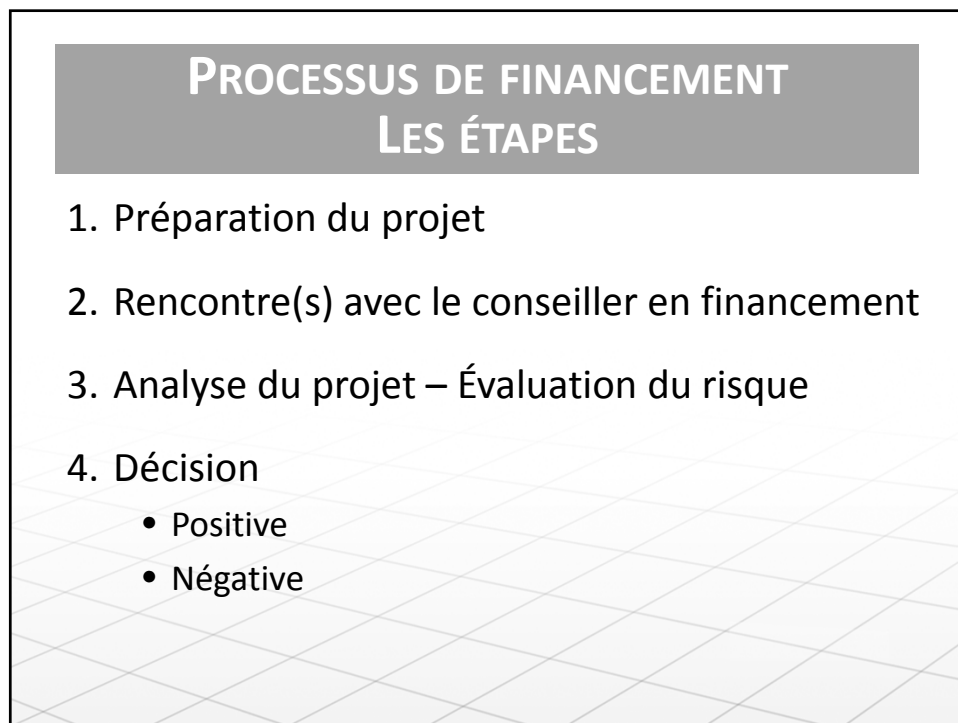 PROCESSUS DE FINANCEMENT
LES ÉTAPES
1. Préparation du projet
2. Rencontre(s) avec le conseiller en financement
3. Analyse du projet – Évaluation du risque
4. Décision
• Positive
• Négative